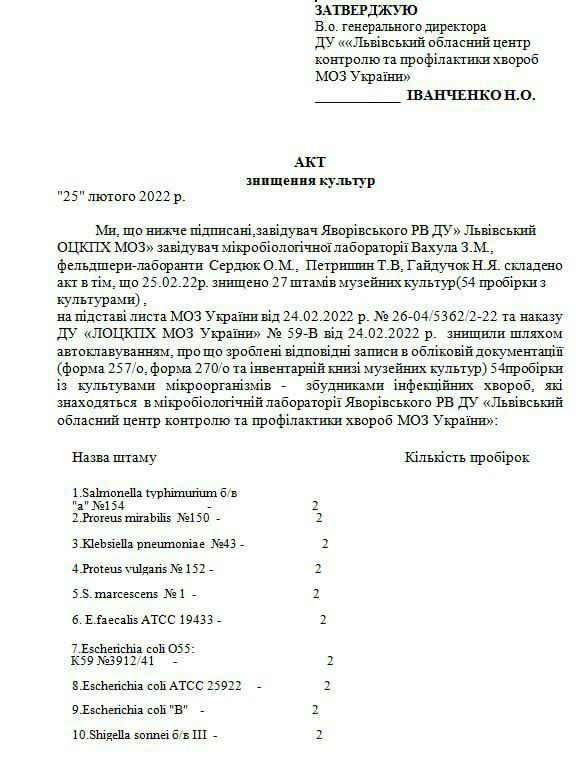 ЗАТВЕРДЖУЮ
В.о. генерального директора
ДУ ««Львівський обласний центр
контролю та профілактики хвороб
МОЗ України»
____________ ІВАНЧЕНКО Н.О.
АКТ
знищення культур
"25" лютого 2022 р.
Ми, що нижче підписані,завідувач Яворівського РВ ДУ» Львівський
ОЦКПХ МОЗ» завідувач мікробіологічної лабораторії Вахула З.М.,
фельдшери-лаборанти Сердюк О.М., Петришин Т.В, Гайдучок Н.Я. складено
акт в тім, що 25.02.22р. знищено 27 штамів музейних культур(54 пробірки з
культурами) ,
на підставі листа МОЗ України від 24.02.2022 р. № 26-04/5362/2-22 та наказу
ДУ «ЛОЦКПХ МОЗ України» № 59-В від 24.02.2022 р. знищили шляхом
автоклавуванням, про що зроблені відповідні записи в обліковій документації
(форма 257/о, форма 270/о та інвентарній книзі музейних культур) 54пробірки
із культувами мікроорганізмів - збудниками інфекційних хвороб, які
знаходяться в мікробіологічній лабораторії Яворівського РВ ДУ «Львівський
обласний центр контролю та профілактики хвороб МОЗ України»:
Назва штаму Кількість пробірок
1.Salmonella typhimurium б/в
"а" №154 - 2
2.Proreus mirabilis №150 - 2
3.Klebsiella pneumoniae №43 - 2
4.Proteus vulgaris № 152 - 2
5.S. marcescens № 1 - 2
6. E.faecalis ATCC 19433 - 2
7.Escherichia coli O55:
K59 №3912/41 - 2
8.Escherichia coli ATCC 25922 - 2
9.Escherichia coli "B" - 2
10.Shigella sonnei б/в III - 2